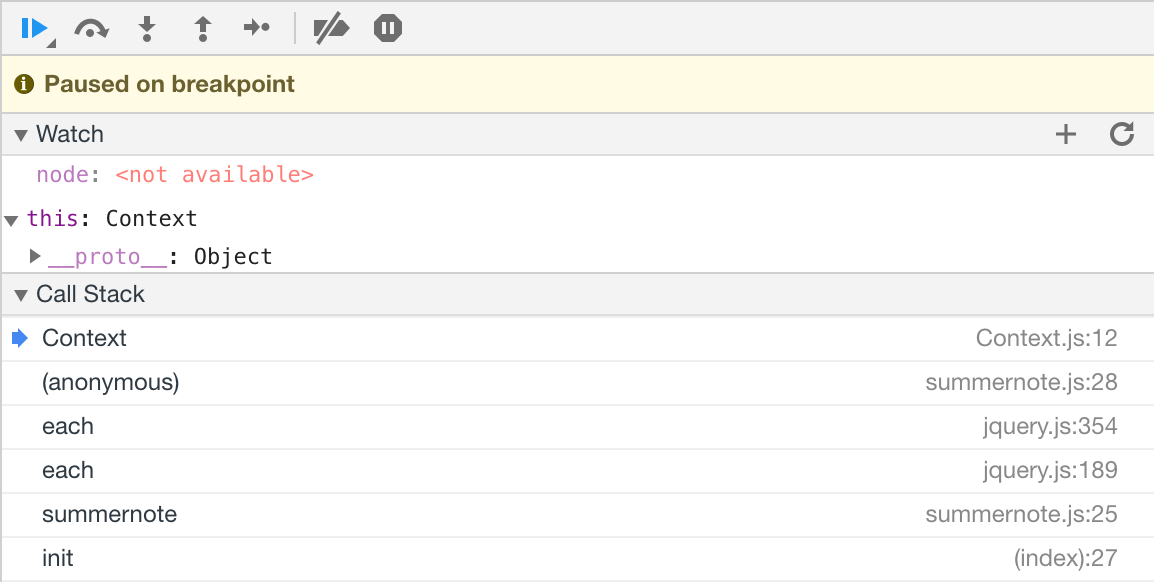 Paused on breakpoint
Watch
node: <not available>
this: Context
__proto__: Object
Call Stack
Context Context.js:12
(anonymous) summernote.js:28
each jquery.js:354
each jquery.js:189
summernote summernote.js:25
init (index):27